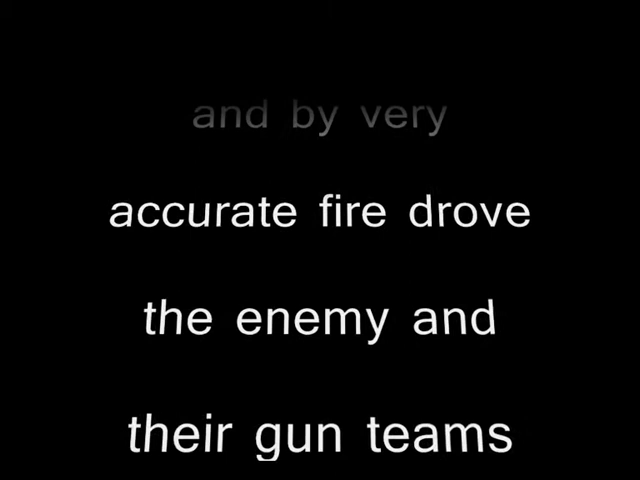 and by very
accurate fire drove
the enemy and
their gun teams